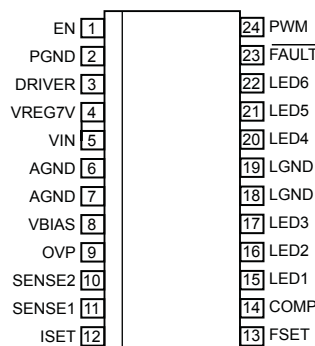 EN 1
PGND 2
DRIVER 3
VREG7V 4
VIN 5
AGND 6
AGND 7
VBIAS 8
OVP 9
SENSE2 10
SENSE1 11
ISET 12
24 PWM
23 FAULT
22 LED6
21 LED5
20 LED4
19 LGND
18 LGND
17 LED3
16 LED2
15 LED1
14 COMP
13 FSET